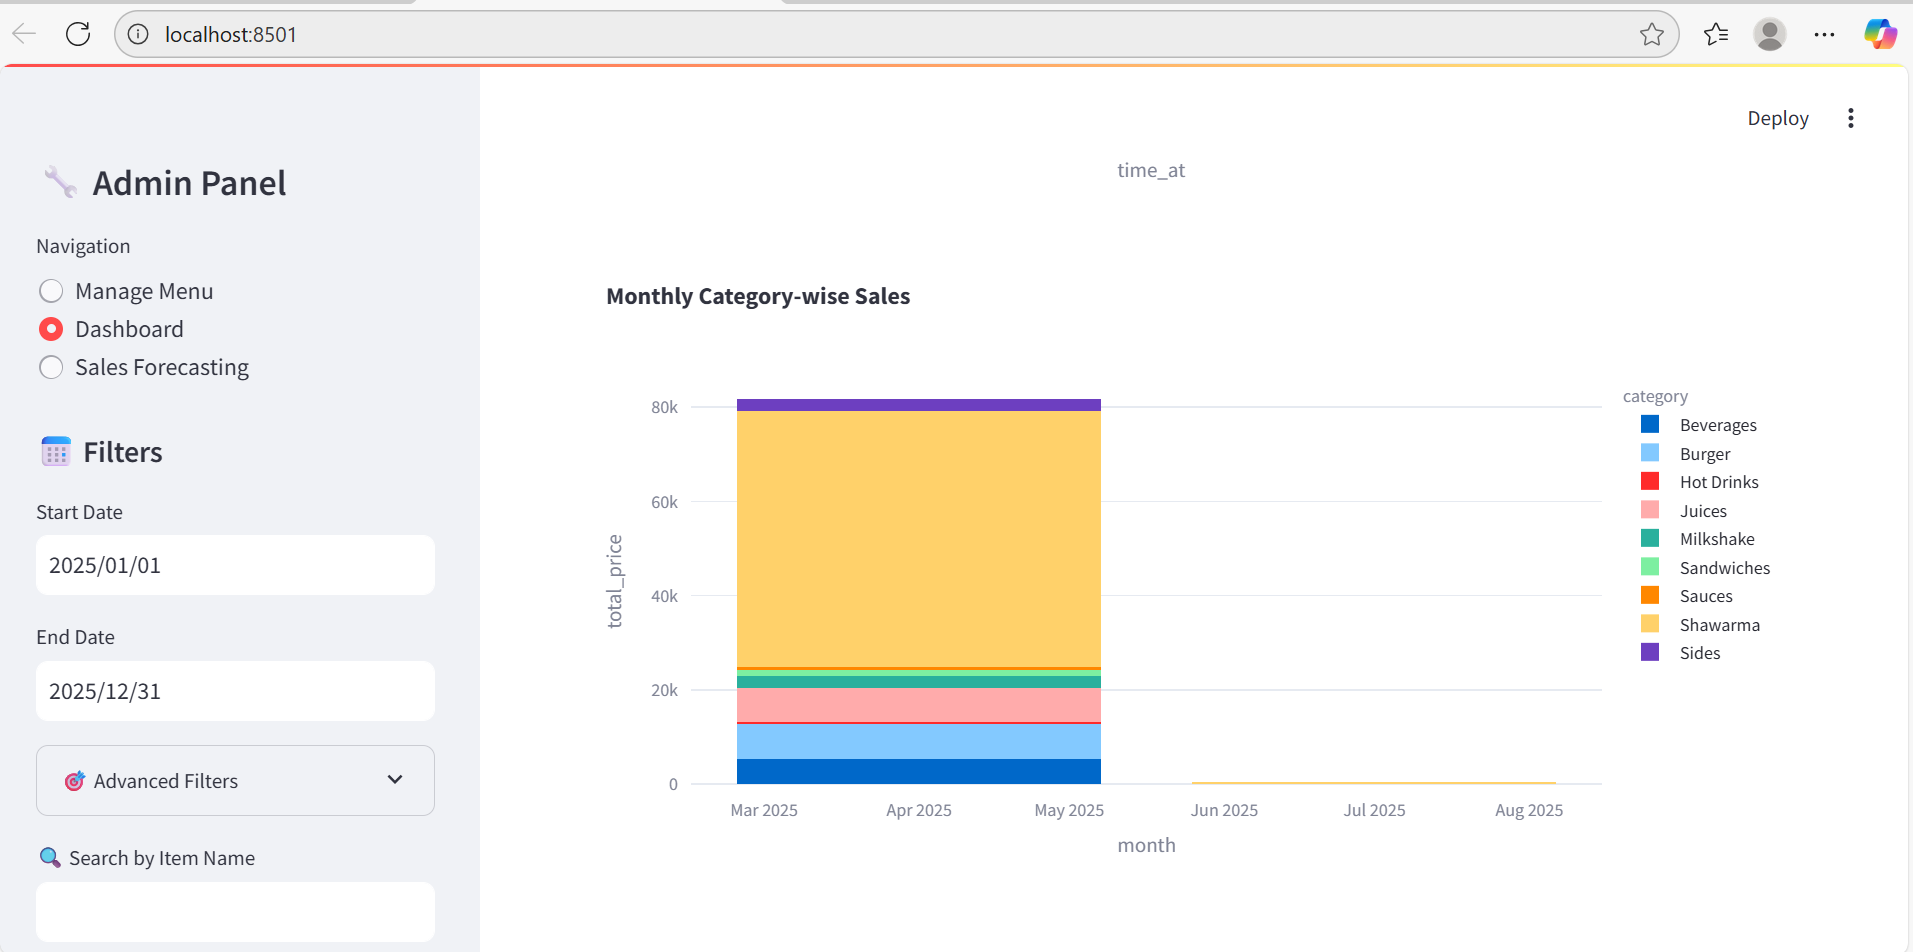 localhost:8501
Deploy
Admin Panel
Navigation
Manage Menu
Dashboard
Sales Forecasting
Filters
Start Date
2025/01/01
End Date
2025/12/31
Advanced Filters
Search by Item Name
time_at
Monthly Category-wise Sales
total_price
80k
60k
40k
20k
0
Mar 2025
Apr 2025
May 2025
Jun 2025
Jul 2025
Aug 2025
month
category
Beverages
Burger
Hot Drinks
Juices
Milkshake
Sandwiches
Sauces
Shawarma
Sides